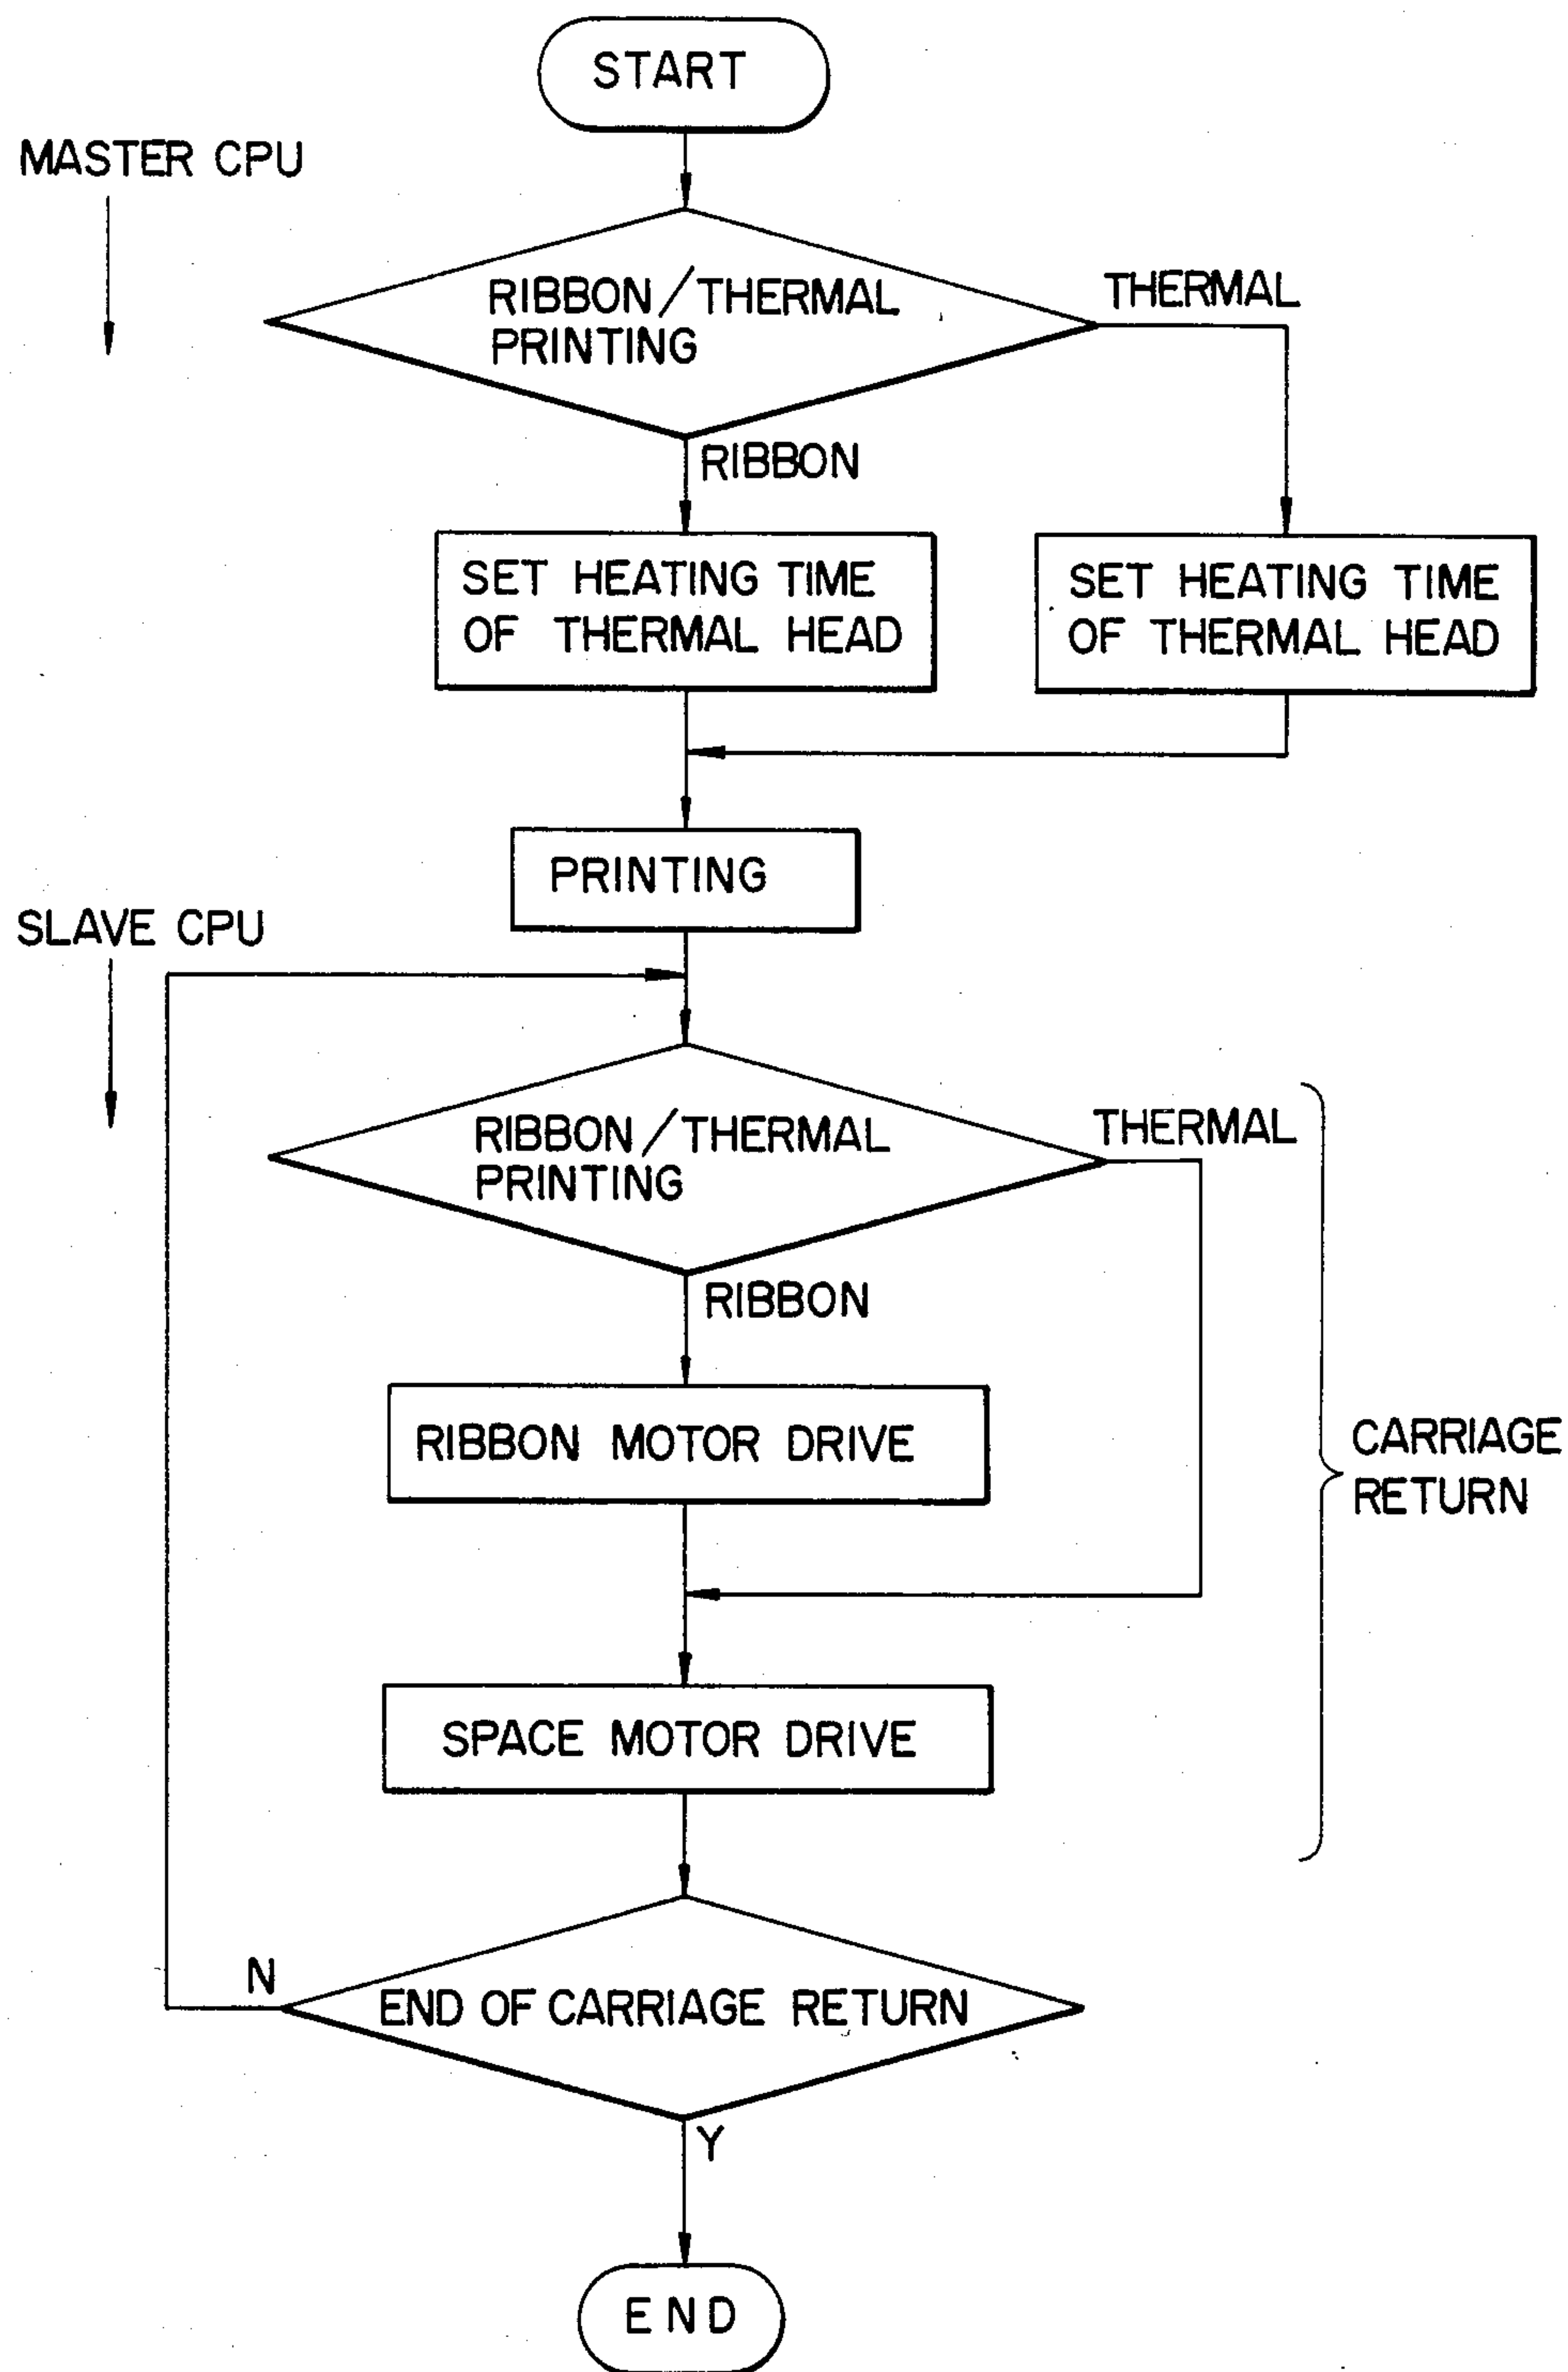 START
MASTER CPU
RIBBON/THERMAL
PRINTING
THERMAL
RIBBON
SET HEATING TIME
OF THERMAL HEAD
SET HEATING TIME
OF THERMAL HEAD
PRINTING
SLAVE CPU
RIBBON/THERMAL
PRINTING
THERMAL
RIBBON
RIBBON MOTOR DRIVE
CARRIAGE
RETURN
SPACE MOTOR DRIVE
N
END OF CARRIAGE RETURN
Y
END